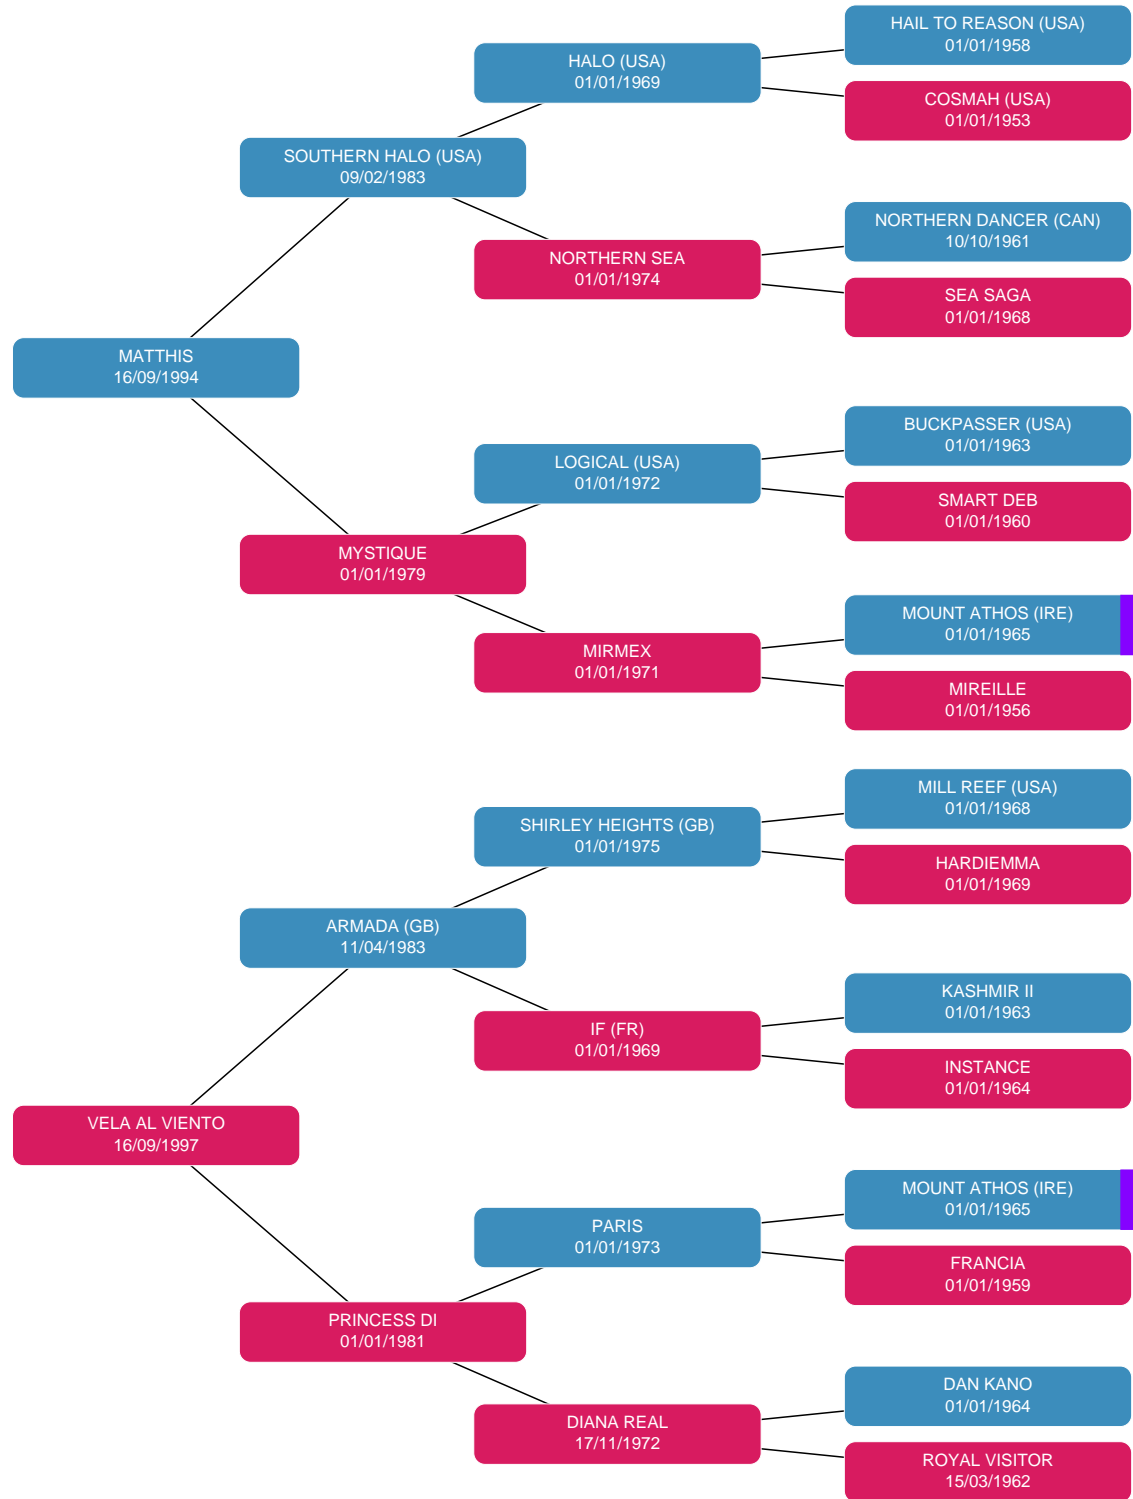 HAIL TO REASON (USA)
01/01/1958
HALO (USA)
01/01/1969
COSMAH (USA)
01/01/1953
SOUTHERN HALO (USA)
09/02/1983
NORTHERN DANCER (CAN)
10/10/1961
NORTHERN SEA
01/01/1974
SEA SAGA
01/01/1968
MATTHIS
16/09/1994
BUCKPASSER (USA)
01/01/1963
LOGICAL (USA)
01/01/1972
SMART DEB
01/01/1960
MYSTIQUE
01/01/1979
MOUNT ATHOS (IRE)
01/01/1965
MIRMEX
01/01/1971
MIREILLE
01/01/1956
MILL REEF (USA)
01/01/1968
SHIRLEY HEIGHTS (GB)
01/01/1975
HARDIEMMA
01/01/1969
ARMADA (GB)
11/04/1983
KASHMIR II
01/01/1963
IF (FR)
01/01/1969
INSTANCE
01/01/1964
VELA AL VIENTO
16/09/1997
MOUNT ATHOS (IRE)
01/01/1965
PARIS
01/01/1973
FRANCIA
01/01/1959
PRINCESS DI
01/01/1981
DAN KANO
01/01/1964
DIANA REAL
17/11/1972
ROYAL VISITOR
15/03/1962